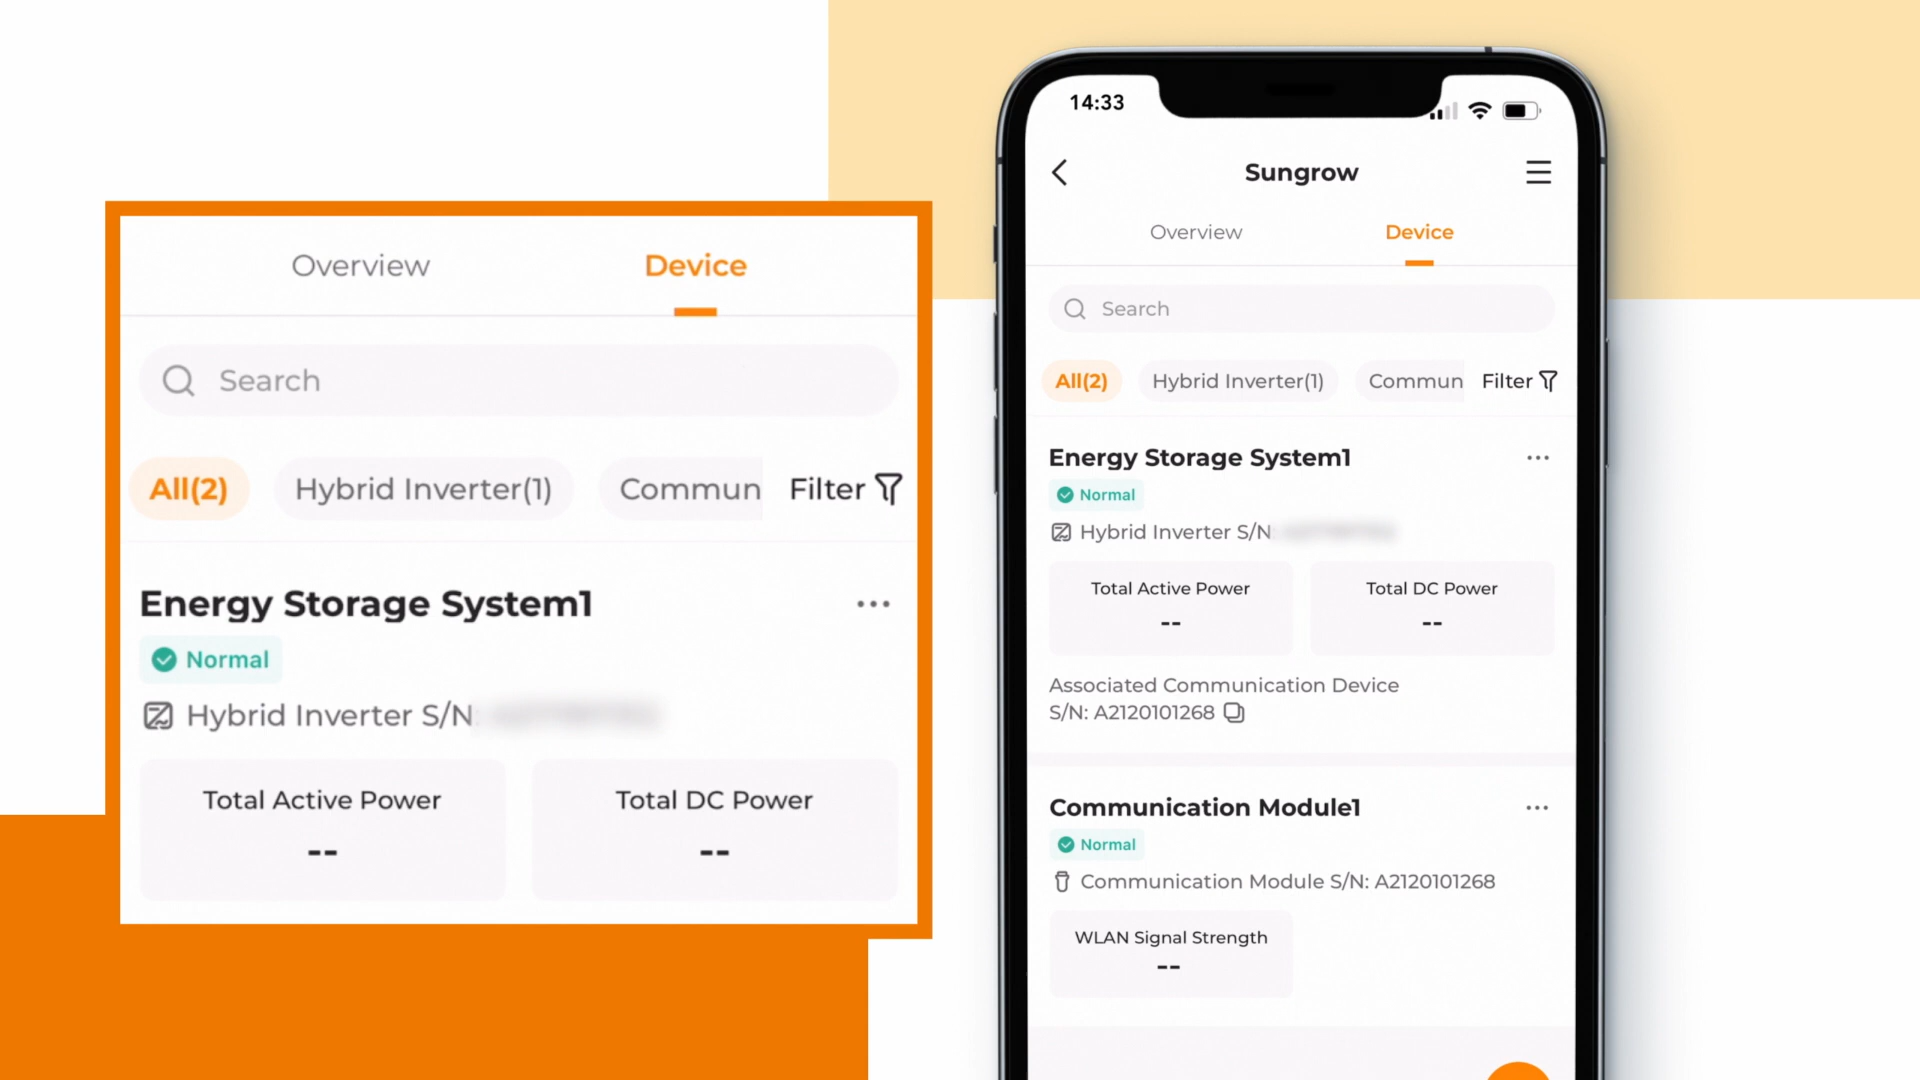 Overview Device
Search
All(2) Hybrid Inverter(1) Commun Filter
Energy Storage System1
Normal
Hybrid Inverter S/N
Total Active Power Total DC Power
-- --
14:33
Sungrow
Overview Device
Search
All(2) Hybrid Inverter(1) Commun Filter
Energy Storage System1
Normal
Hybrid Inverter S/N
Total Active Power Total DC Power
-- --
Associated Communication Device
S/N: A2120101268
Communication Module1
Normal
Communication Module S/N: A2120101268
WLAN Signal Strength
--